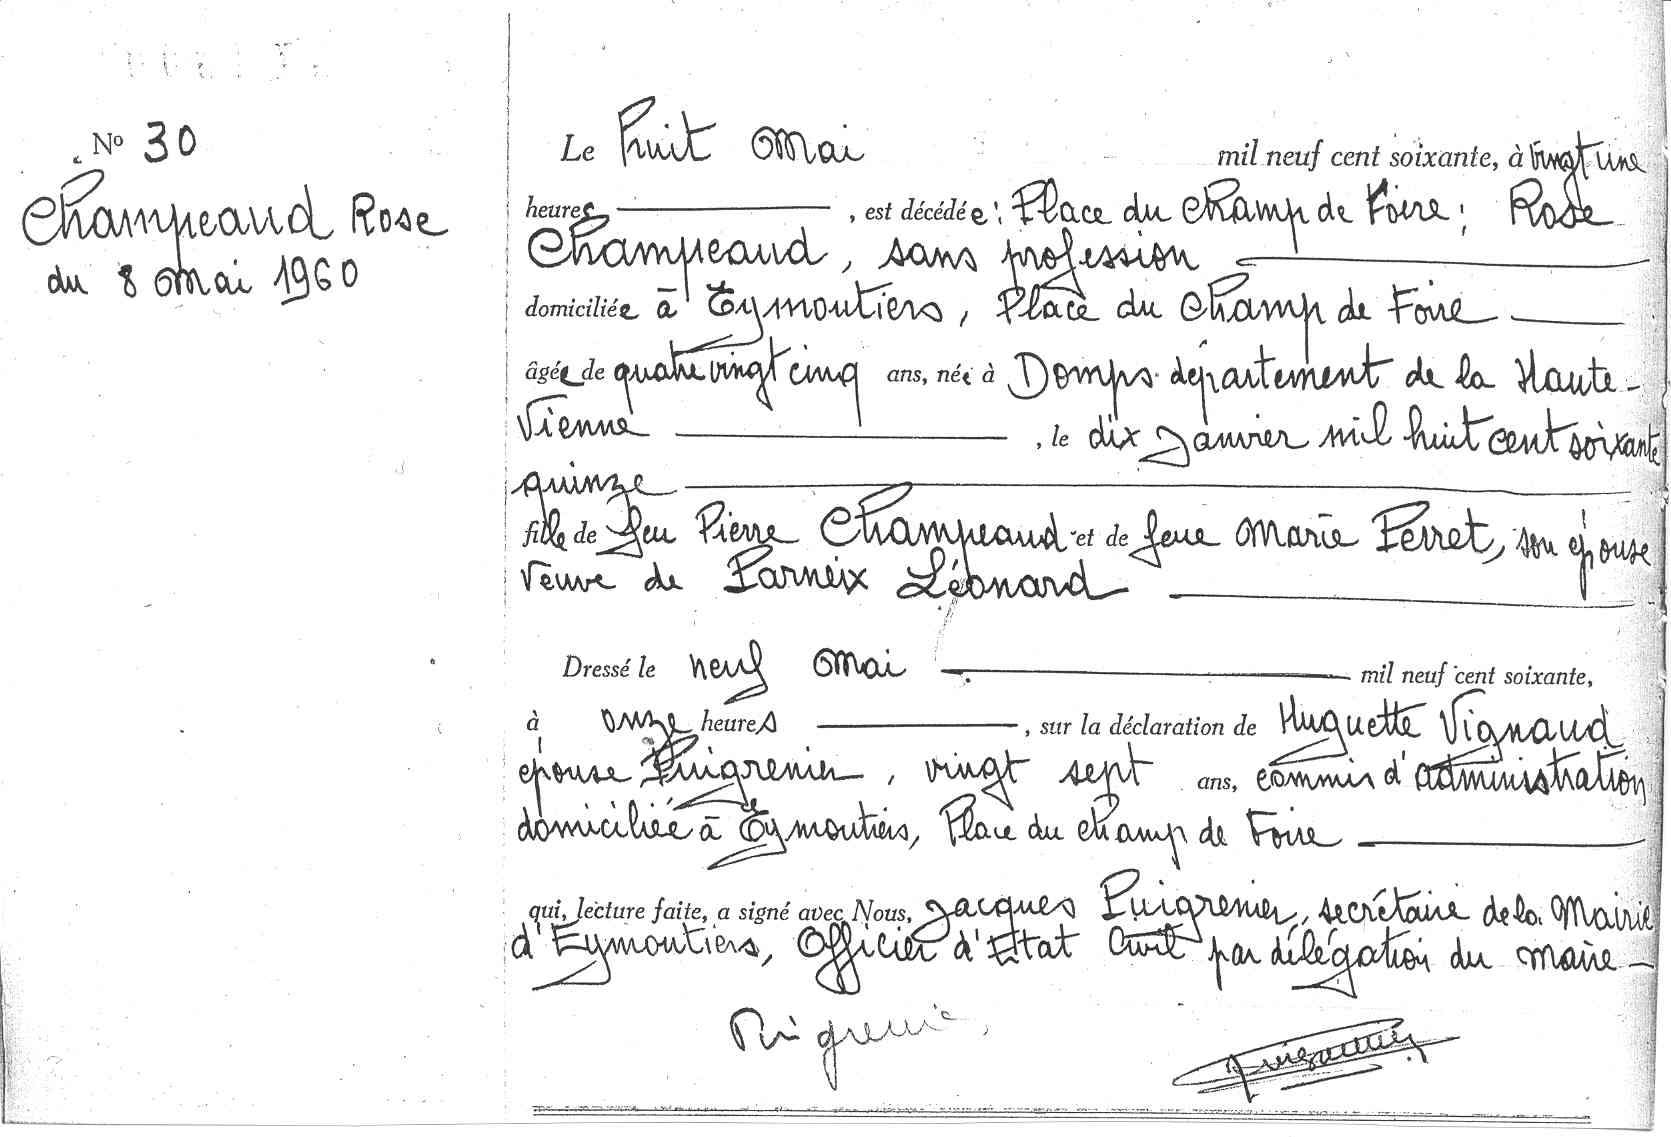 Nº 30
Champeaud Rose
du 8 Mai 1960
Le huit Mai mil neuf cent soixante, à vingt une
heures, est décédée : Place du Champ de Foire ; Rose
Champeaud, sans profession
domiciliée à Eymoutiers, Place du Champ de Foire
âgée de quatre vingt cinq ans, née à Domps département de la Haute-
Vienne, le dix Janvier mil huit cent soixante
quinze
fille de feu Pierre Champeaud et de feue Marie Perret, son épouse
Veuve de Parneix Léonard
Dressé le neuf Mai mil neuf cent soixante,
à onze heures, sur la déclaration de Huguette Vignaud
épouse Puigrenier, vingt sept ans, commis d'administration
domiciliée à Eymoutiers, Place du Champ de Foire
qui, lecture faite, a signé avec Nous, Jacques Puigrenier, secrétaire de la Mairie
d'Eymoutiers, Officier d'Etat Civil par délégation du maire
Puigrenier
Puigrenier